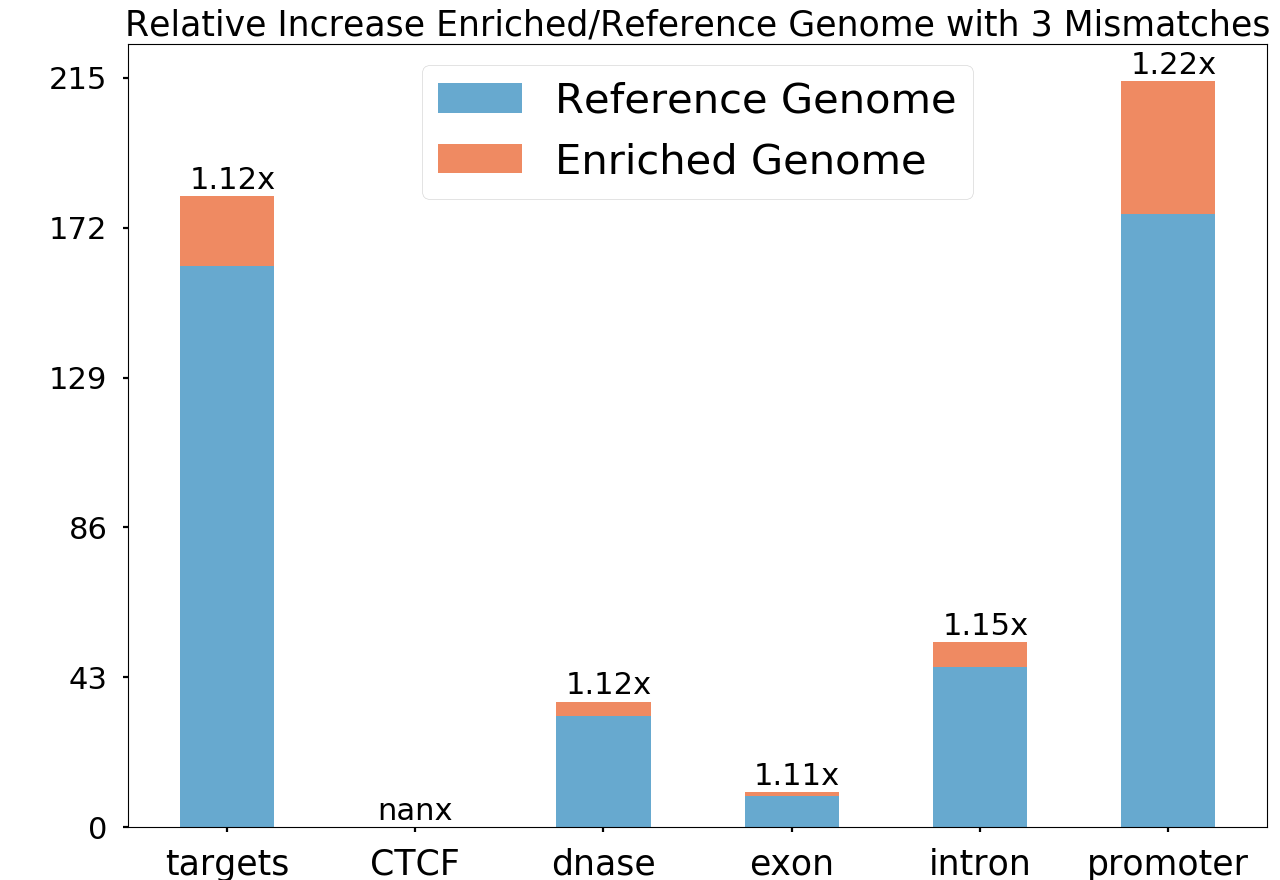 Relative Increase Enriched/Reference Genome with 3 Mismatches
Reference Genome
Enriched Genome
215
172
129
86
43
0
1.12x
nanx
1.12x
1.11x
1.15x
1.22x
targets
CTCF
dnase
exon
intron
promoter